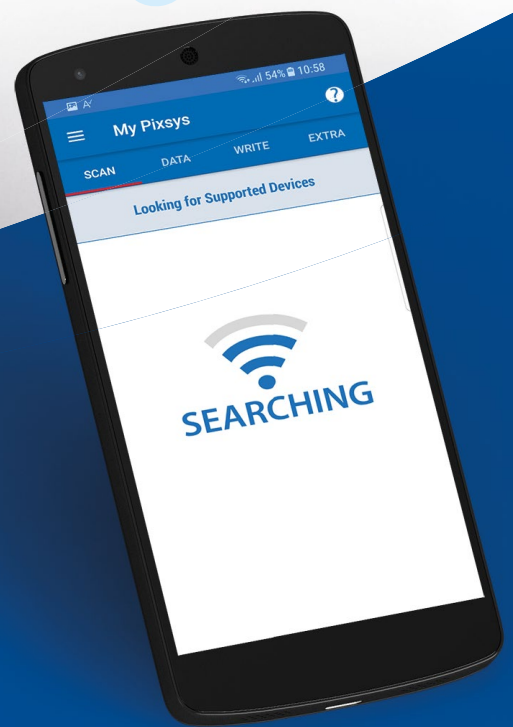 54% 10:58
My Pixsys
?
SCAN DATA WRITE EXTRA
Looking for Supported Devices
SEARCHING